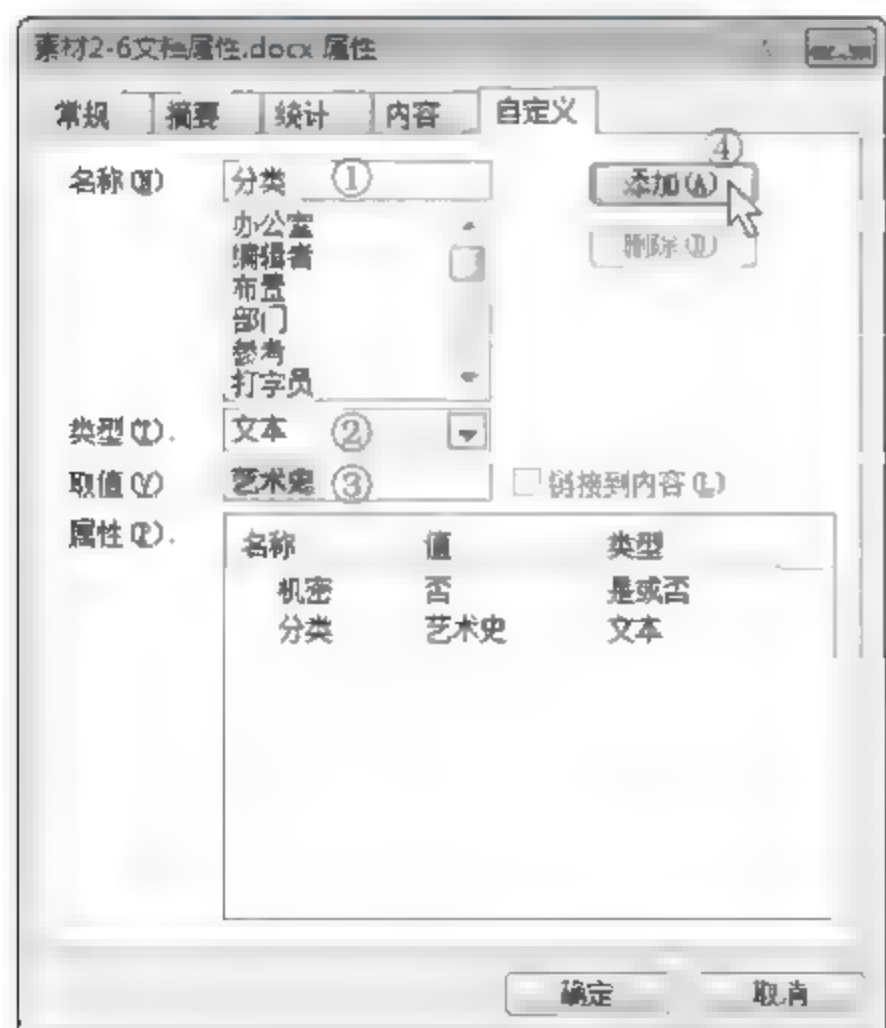 素材2-6文档属性.docx 属性
常规 摘要 统计 内容 自定义
④
名称(N) 分类 ① 添加(A)
办公室 删除(D)
编辑者
布置
部门
参考
打字员
类型(T). 文本 ②
取值(V) 艺术史 ③ 链接到内容(L)
属性(P). 名称 值 类型
机密 否 是或否
分类 艺术史 文本
确定 取消